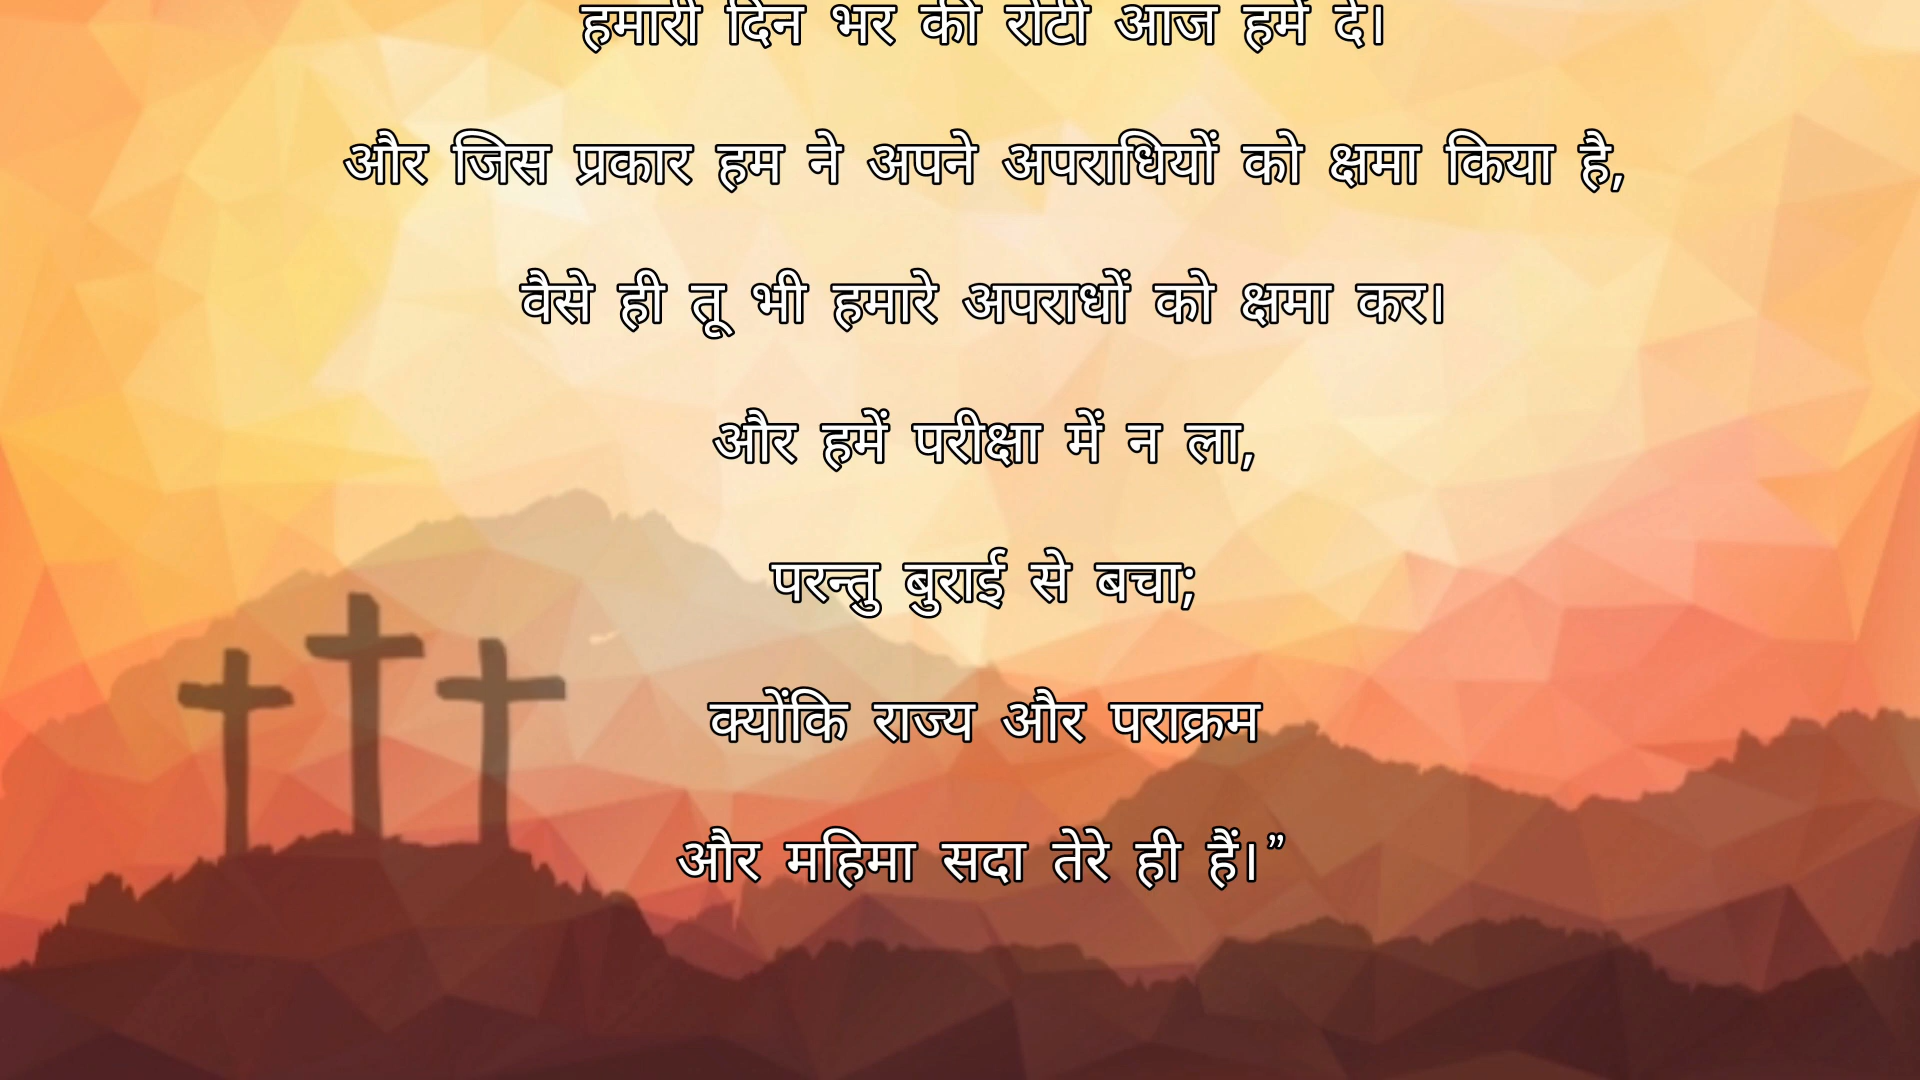 हमारी दिन भर की रोटी आज हमें दे।
और जिस प्रकार हम ने अपने अपराधियों को क्षमा किया है,
वैसे ही तू भी हमारे अपराधों को क्षमा कर।
और हमें परीक्षा में न ला,
परन्तु बुराई से बचा;
क्योंकि राज्य और पराक्रम
और महिमा सदा तेरे ही हैं।”